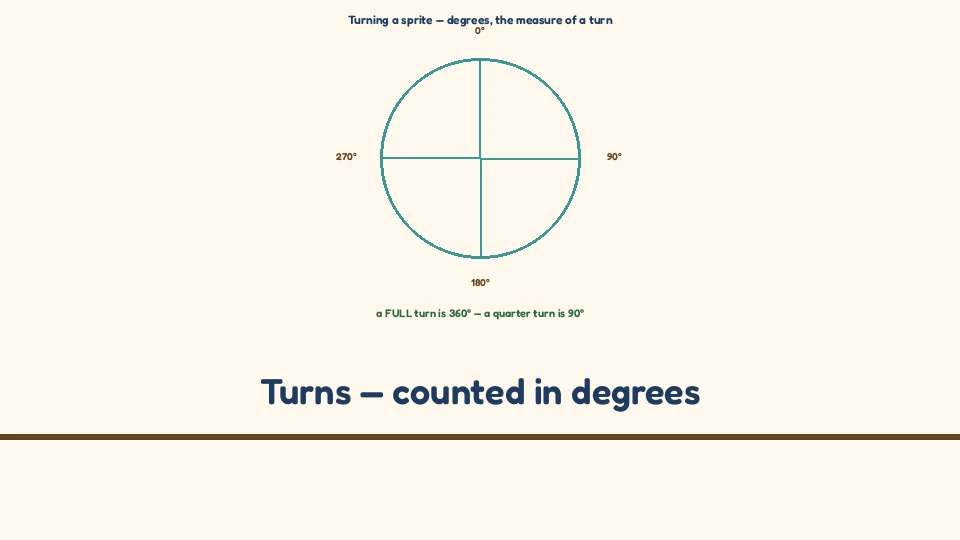 Turning a sprite — degrees, the measure of a turn
0°
270°
90°
180°
a FULL turn is 360° — a quarter turn is 90°
Turns — counted in degrees